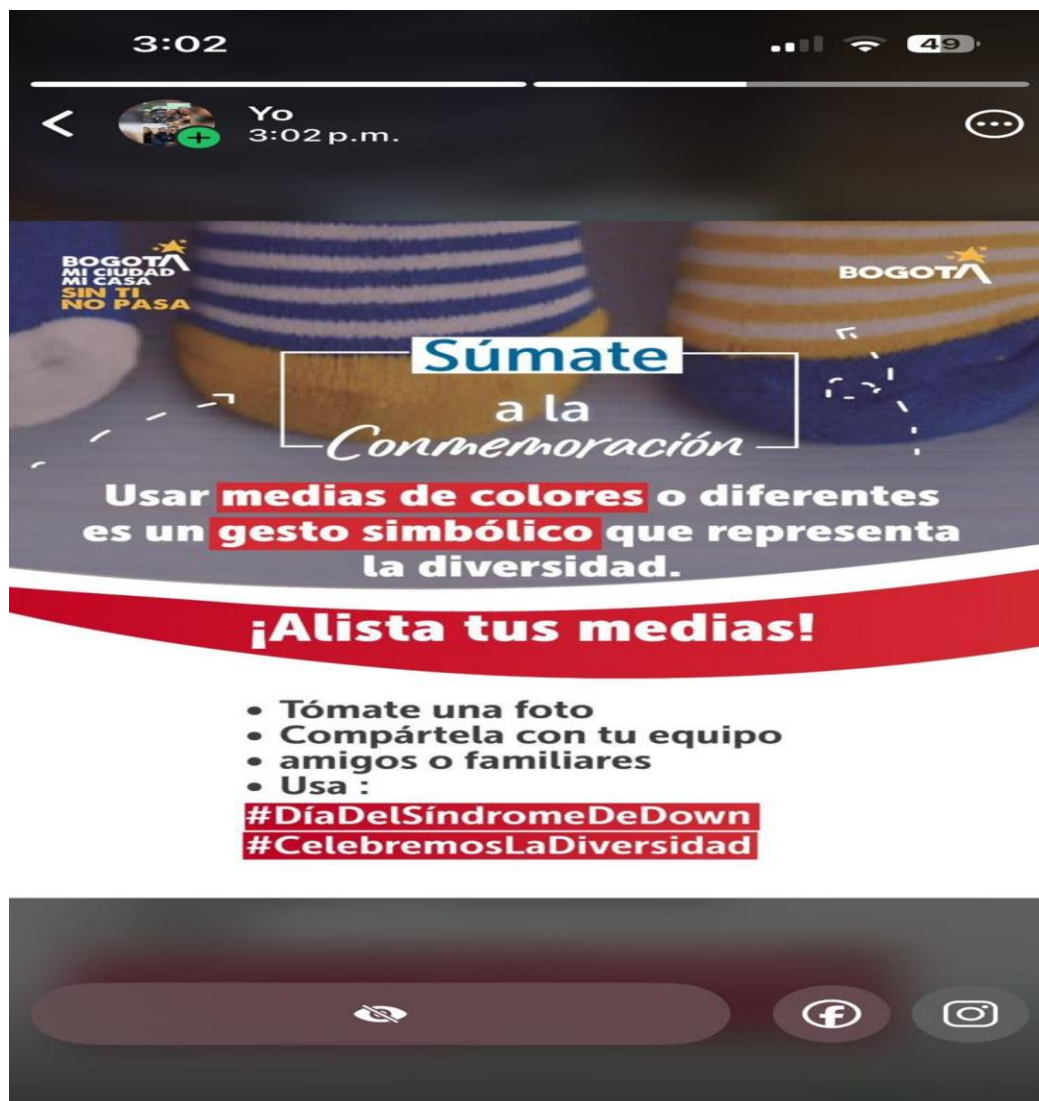 3:02
49
Yo
3:02 p.m.
BOGOTÁ
MI CIUDAD
MI CASA
SIN TI
NO PASA
BOGOTÁ
Súmate
a la
Conmemoración
Usar medias de colores o diferentes
es un gesto simbólico que representa
la diversidad.
¡Alista tus medias!
• Tómate una foto
• Compártela con tu equipo
• amigos o familiares
• Usa :
#DíaDelSíndromeDeDown
#CelebremosLaDiversidad